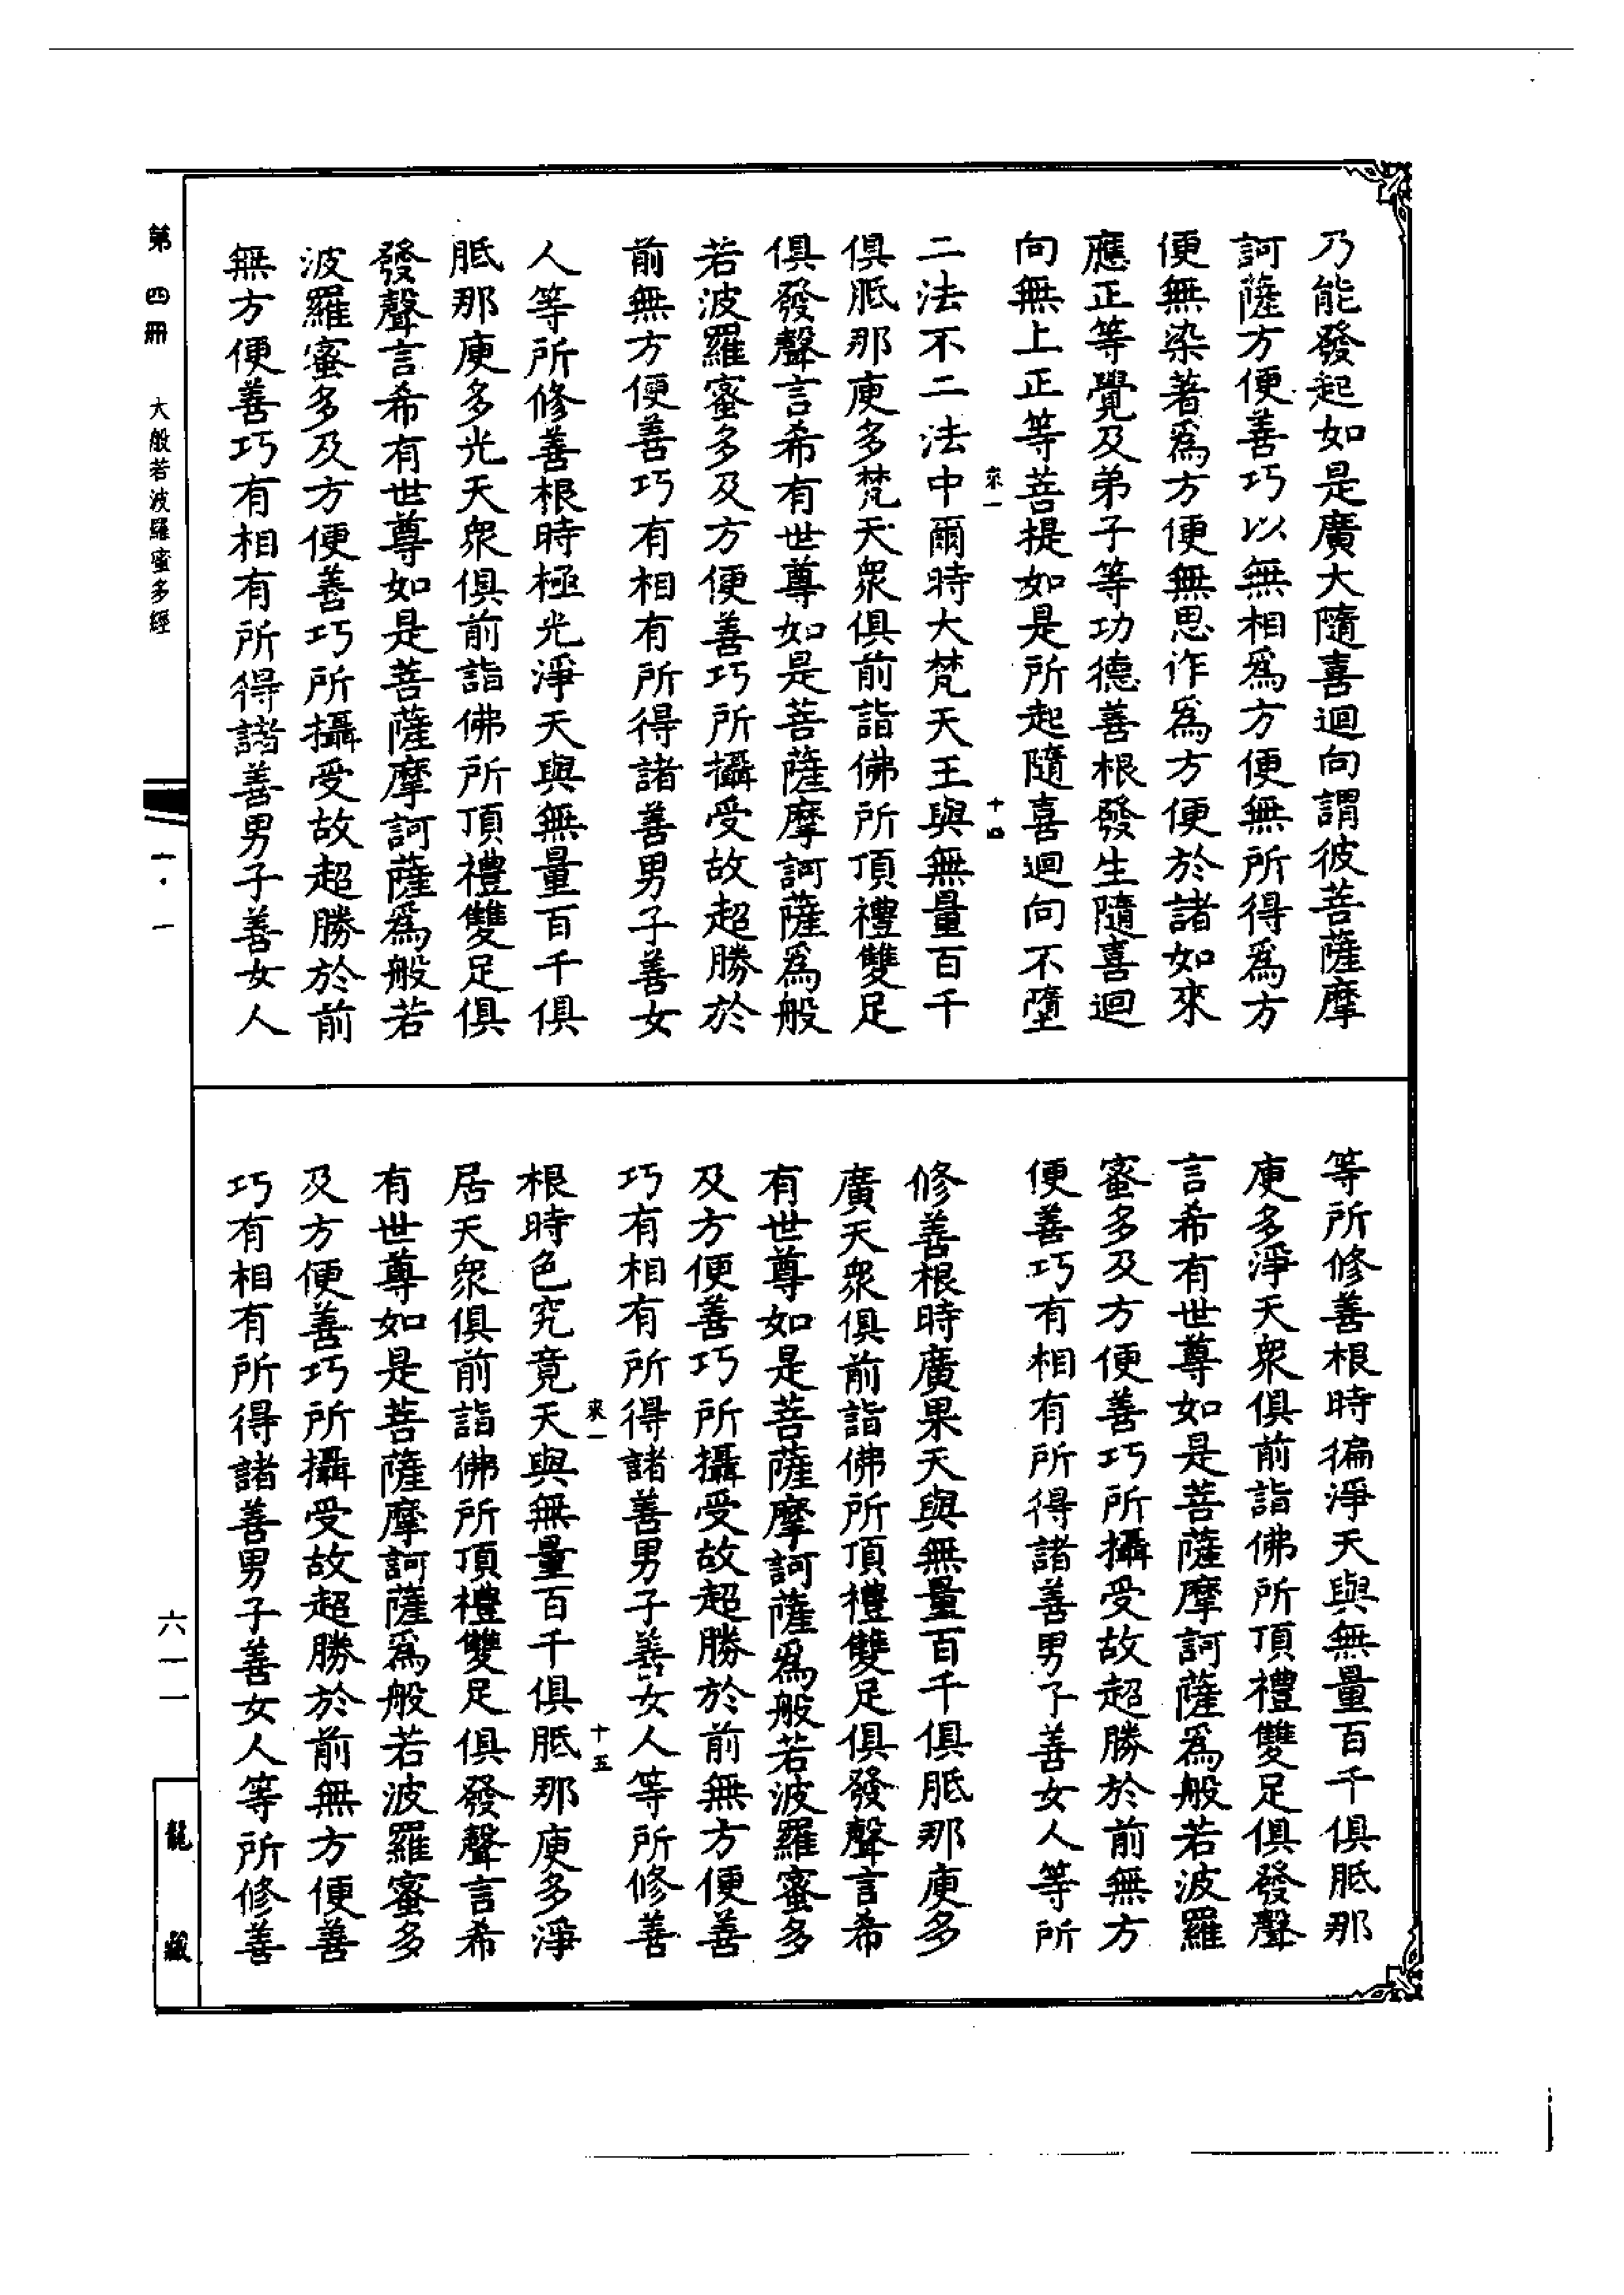 乃能發起如是廣大隨喜迴向謂彼菩薩摩
訶薩方便善巧以無相爲方便無所得爲方
便無染著爲方便無思作爲方便於諸如來
應正等覺及弟子等功德善根發生隨喜迴
向無上正等菩提如是所起隨喜迴向不墮
來一 十四
二法不二法中爾時大梵天王與無量百千
俱胝那庾多梵天衆俱前詣佛所頂禮雙足
俱發聲言希有世尊如是菩薩摩訶薩爲般
若波羅蜜多及方便善巧所攝受故超勝於
前無方便善巧有相有所得諸善男子善女
人等所修善根時極光淨天與無量百千俱
胝那庾多光天衆俱前詣佛所頂禮雙足俱
發聲言希有世尊如是菩薩摩訶薩爲般若
波羅蜜多及方便善巧所攝受故超勝於前
無方便善巧有相有所得諸善男子善女人
等所修善根時徧淨天與無量百千俱胝那
庾多淨天衆俱前詣佛所頂禮雙足俱發聲
言希有世尊如是菩薩摩訶薩爲般若波羅
蜜多及方便善巧所攝受故超勝於前無方
便善巧有相有所得諸善男子善女人等所
修善根時廣果天與無量百千俱胝那庾多
廣天衆俱前詣佛所頂禮雙足俱發聲言希
有世尊如是菩薩摩訶薩爲般若波羅蜜多
及方便善巧所攝受故超勝於前無方便善
巧有相有所得諸善男子善女人等所修善
來一 十五
根時色究竟天與無量百千俱胝那庾多淨
居天衆俱前詣佛所頂禮雙足俱發聲言希
有世尊如是菩薩摩訶薩爲般若波羅蜜多
及方便善巧所攝受故超勝於前無方便善
巧有相有所得諸善男子善女人等所修善
第四冊 大般若波羅蜜多經
六一一
龍藏